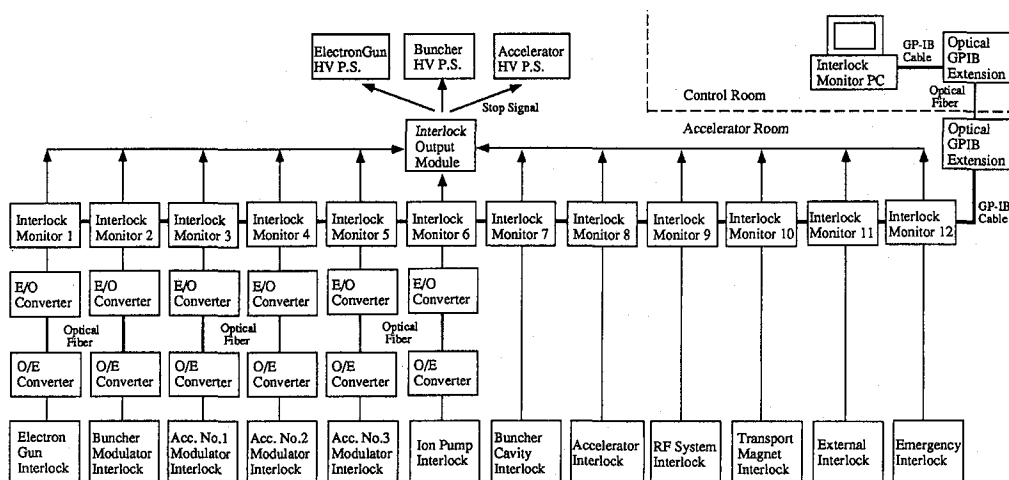 ElectronGun
HV P.S.
Buncher
HV P.S.
Accelerator
HV P.S.
Stop Signal
Interlock
Output
Module
Interlock
Monitor PC
GP-IB
Cable
Optical
GPIB
Extension
Optical
Fiber
Control Room
Accelerator Room
Optical
GPIB
Extension
GP-IB
Cable
Interlock
Monitor 1
Interlock
Monitor 2
Interlock
Monitor 3
Interlock
Monitor 4
Interlock
Monitor 5
Interlock
Monitor 6
Interlock
Monitor 7
Interlock
Monitor 8
Interlock
Monitor 9
Interlock
Monitor 10
Interlock
Monitor 11
Interlock
Monitor 12
E/O
Converter
E/O
Converter
E/O
Converter
E/O
Converter
E/O
Converter
E/O
Converter
Optical
Fiber
Optical
Fiber
Optical
Fiber
O/E
Converter
O/E
Converter
O/E
Converter
O/E
Converter
O/E
Converter
O/E
Converter
Electron
Gun
Interlock
Buncher
Modulator
Interlock
Acc. No.1
Modulator
Interlock
Acc. No.2
Modulator
Interlock
Acc. No.3
Modulator
Interlock
Ion Pump
Interlock
Buncher
Cavity
Interlock
Accelerator
Interlock
RF System
Interlock
Transport
Magnet
Interlock
External
Interlock
Emergency
Interlock